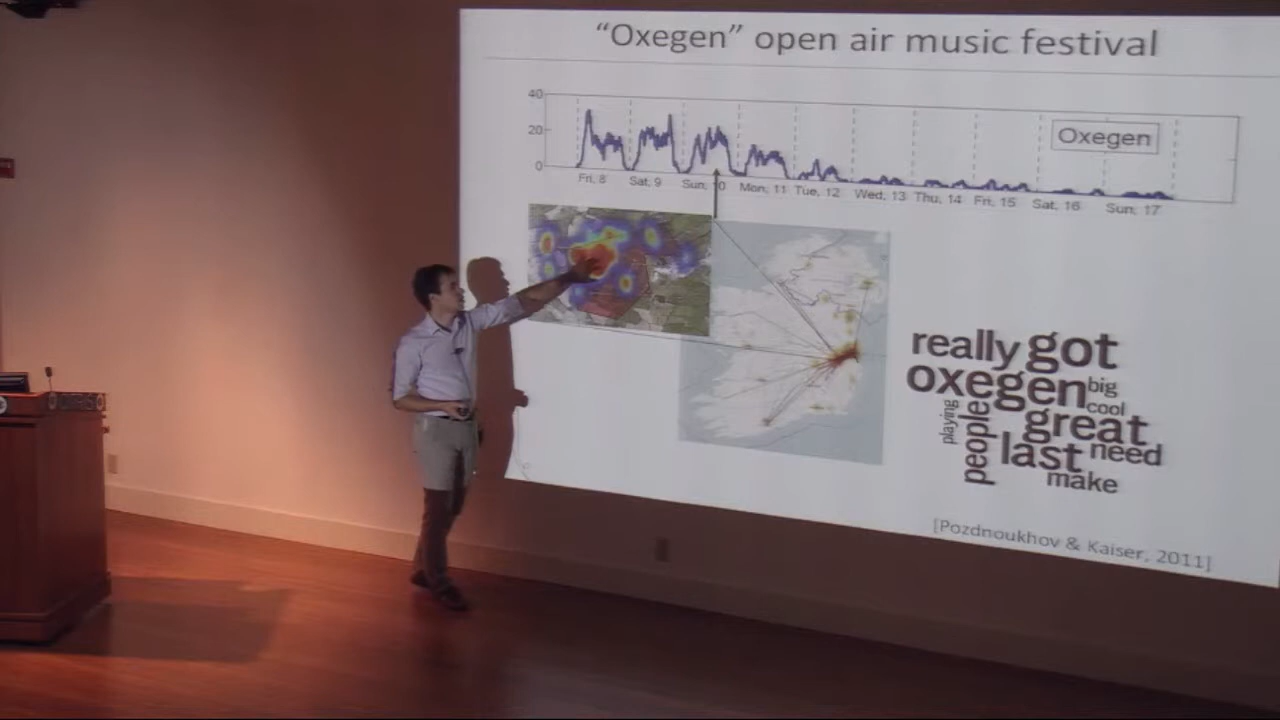 “Oxegen” open air music festival
40
20
0
Oxegen
Fri, 8 Sat, 9 Sun, 10 Mon, 11 Tue, 12 Wed, 13 Thu, 14 Fri, 15 Sat, 16 Sun, 17
really got
oxegen big
cool
playing
people
great
last need
make
[Pozdnoukhov & Kaiser, 2011]